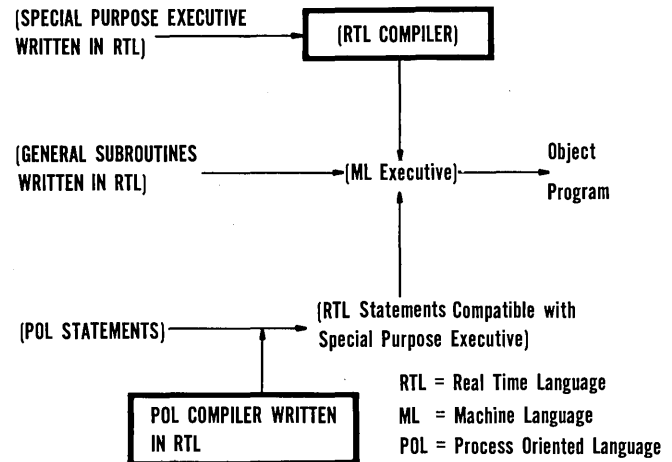 (SPECIAL PURPOSE EXECUTIVE
WRITTEN IN RTL)
(RTL COMPILER)
(GENERAL SUBROUTINES
WRITTEN IN RTL)
(ML Executive)
Object
Program
(POL STATEMENTS)
(RTL Statements Compatible with
Special Purpose Executive)
POL COMPILER WRITTEN
IN RTL
RTL = Real Time Language
ML = Machine Language
POL = Process Oriented Language